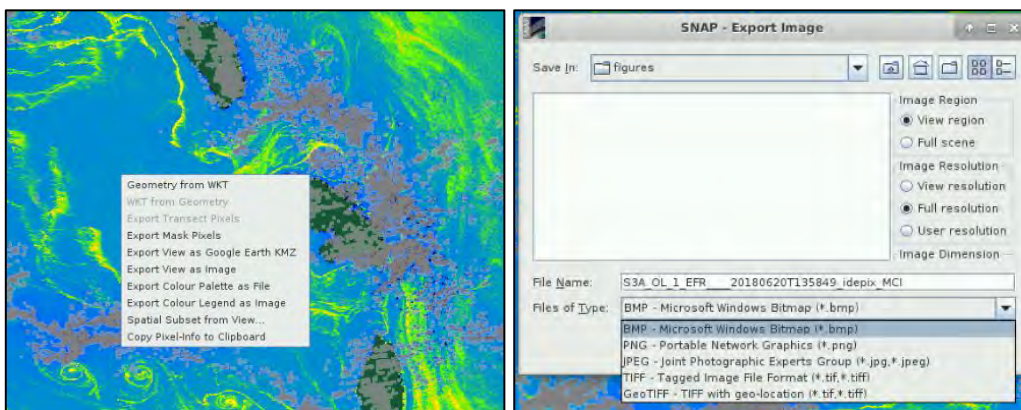 Geometry from WKT
WKT from Geometry
Export Transect Pixels
Export Mask Pixels
Export View as Google Earth KMZ
Export View as Image
Export Colour Palette as File
Export Colour Legend as Image
Spatial Subset from View...
Copy Pixel-Info to Clipboard
SNAP - Export Image
Save In: figures
Image Region
View region
Full scene
Image Resolution
View resolution
Full resolution
User resolution
Image Dimension
File Name: S3A_OL_1_EFR____20180620T135849_idepix_MCI
Files of Type: BMP - Microsoft Windows Bitmap (*.bmp)
BMP - Microsoft Windows Bitmap (*.bmp)
PNG - Portable Network Graphics (*.png)
JPEG - Joint Photographic Experts Group (*.jpg,*.jpeg)
TIFF - Tagged Image File Format (*.tif,*.tiff)
GeoTIFF - TIFF with geo-location (*.tif,*.tiff)